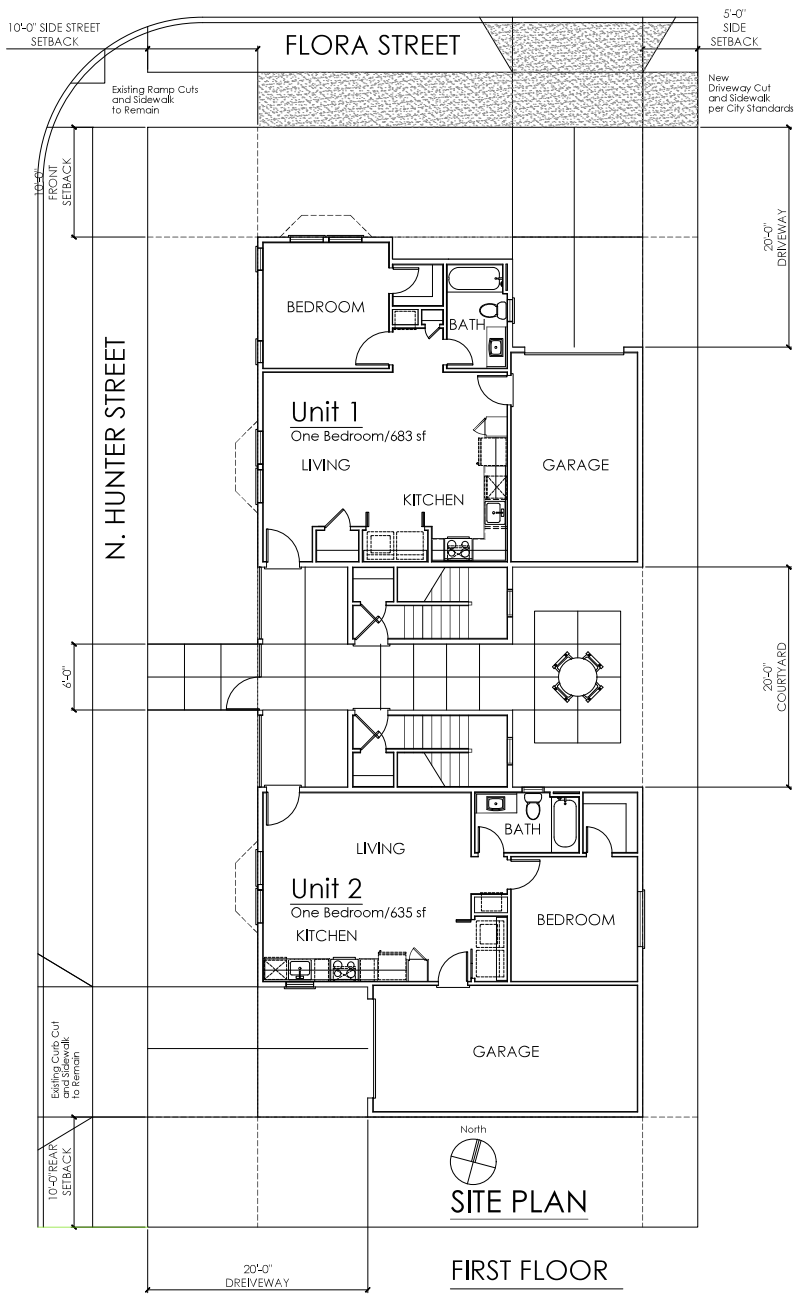 10'-0" SIDE STREET
SETBACK
FLORA STREET
5'-0"
SIDE
SETBACK
Existing Ramp Cuts
and Sidewalk
to Remain
New
Driveway Cut
and Sidewalk
per City Standards
10'-0"
FRONT
SETBACK
20'-0"
DRIVEWAY
BEDROOM
BATH
N. HUNTER STREET
Unit 1
One Bedroom/683 sf
LIVING
GARAGE
KITCHEN
6'-0"
20'-0"
COURTYARD
BATH
LIVING
Unit 2
One Bedroom/635 sf
BEDROOM
KITCHEN
Existing Curb Cut
and Sidewalk
to Remain
GARAGE
10'-0"REAR
SETBACK
North
SITE PLAN
20'-0"
DREIVEWAY
FIRST FLOOR